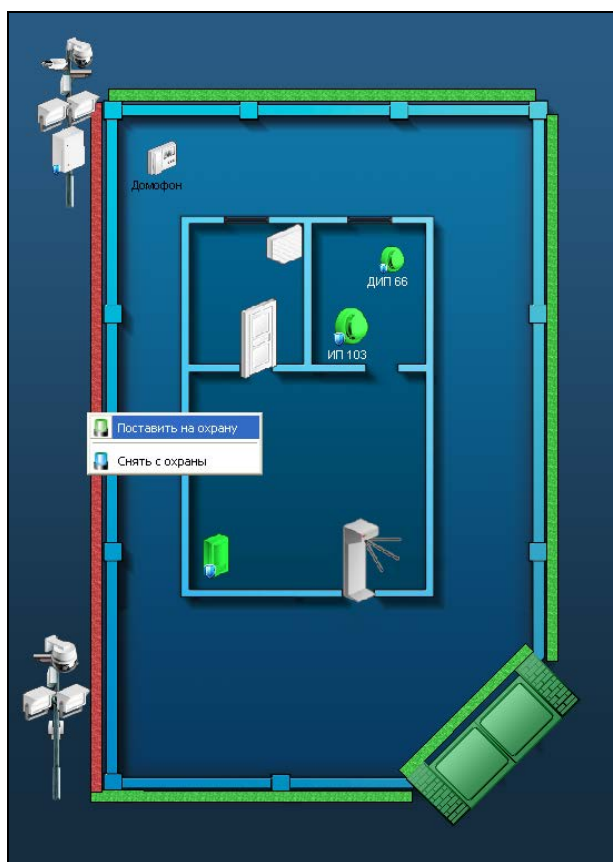 Домофон
ДИП 66
ИП 103
Поставить на охрану
Снять с охраны